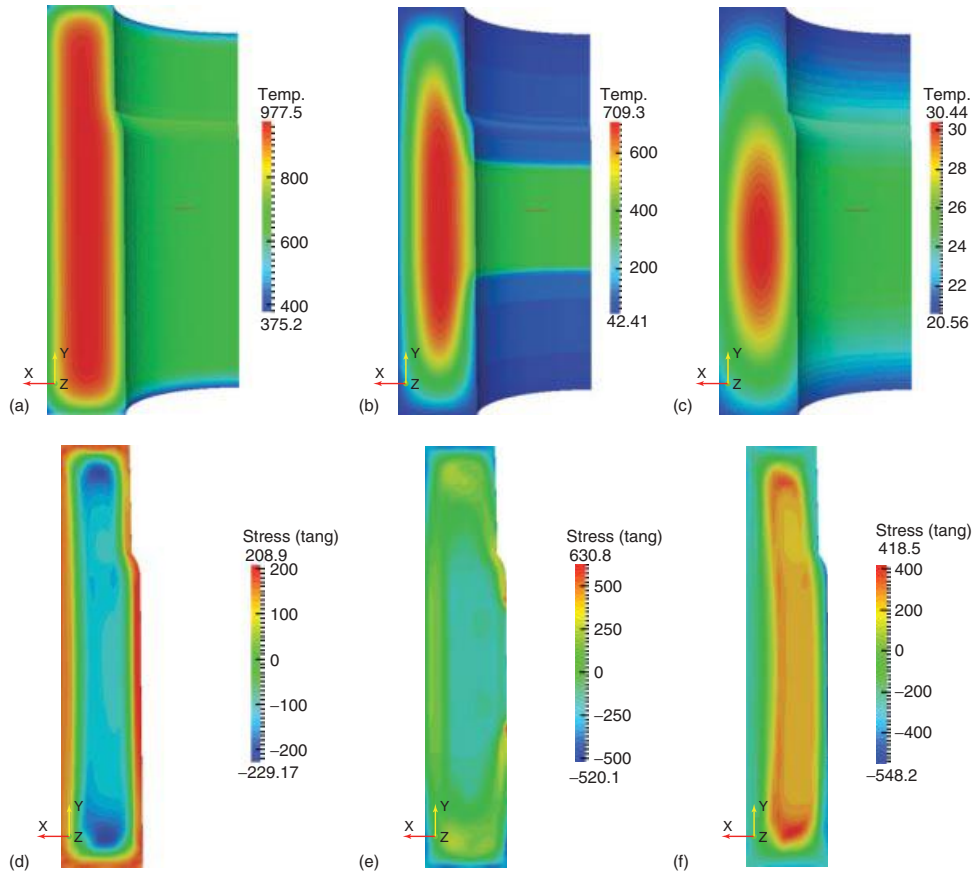 Temp.
977.5
800
600
400
375.2
Y
X
Z
(a)
Temp.
709.3
600
400
200
42.41
Y
X
Z
(b)
Temp.
30.44
30
28
26
24
22
20.56
Y
X
Z
(c)
Stress (tang)
208.9
200
100
0
−100
−200
−229.17
Y
X
Z
(d)
Stress (tang)
630.8
500
250
0
−250
−500
−520.1
Y
X
Z
(e)
Stress (tang)
418.5
400
200
0
−200
−400
−548.2
Y
X
Z
(f)